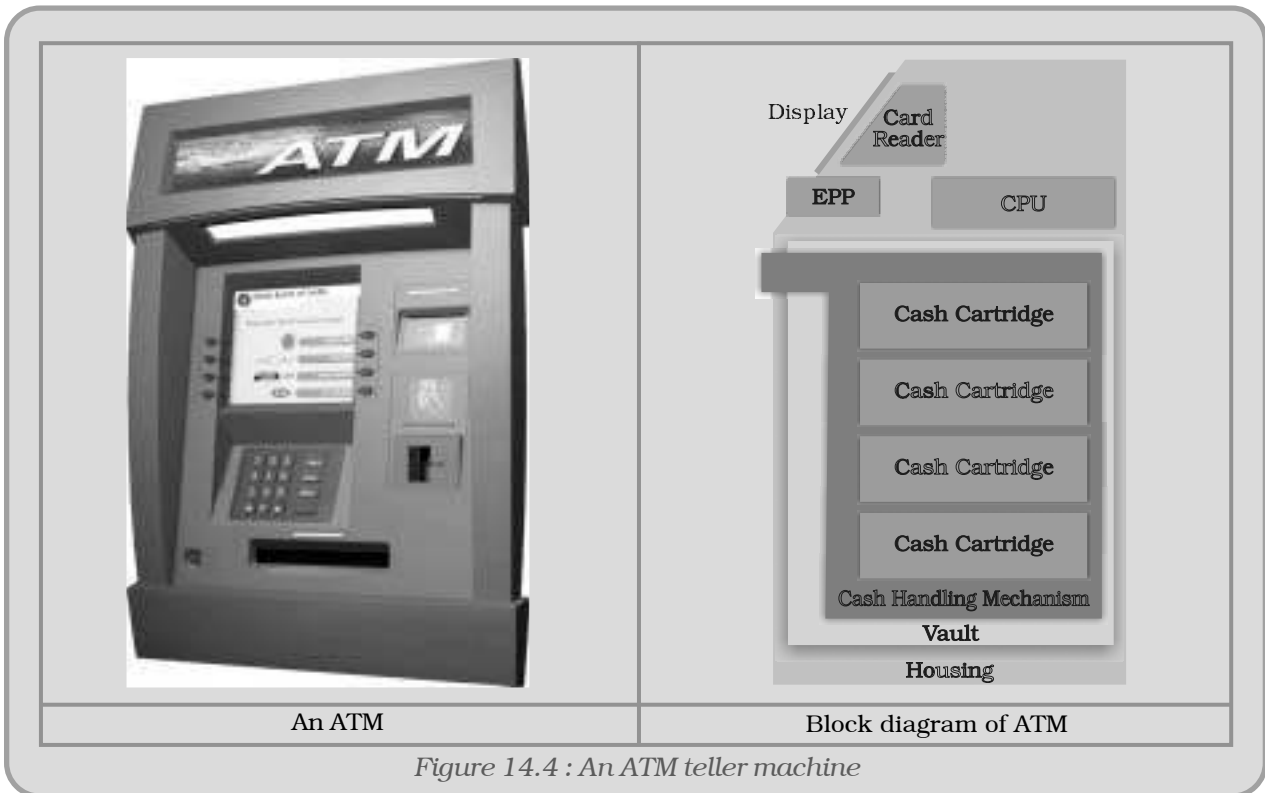 ATM
Display
Card
Reader
EPP
CPU
Cash Cartridge
Cash Cartridge
Cash Cartridge
Cash Cartridge
Cash Handling Mechanism
Vault
Housing
An ATM
Block diagram of ATM
Figure 14.4 : An ATM teller machine